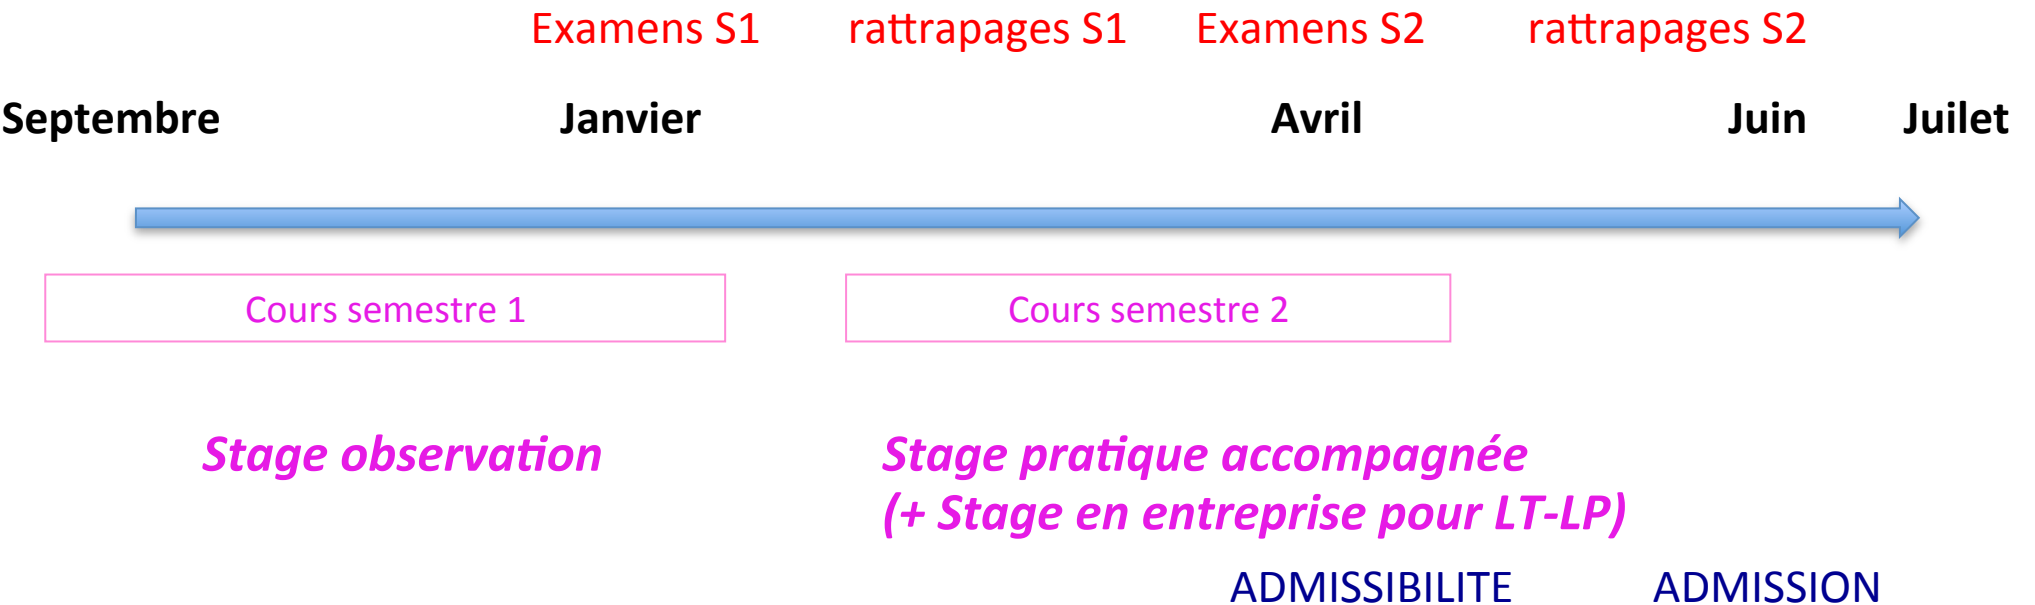 Examens S1 rattrapages S1 Examens S2 rattrapages S2
Septembre Janvier Avril Juin Juilet
Cours semestre 1 Cours semestre 2
Stage observation Stage pratique accompagnée
(+ Stage en entreprise pour LT-LP)
ADMISSIBILITE ADMISSION